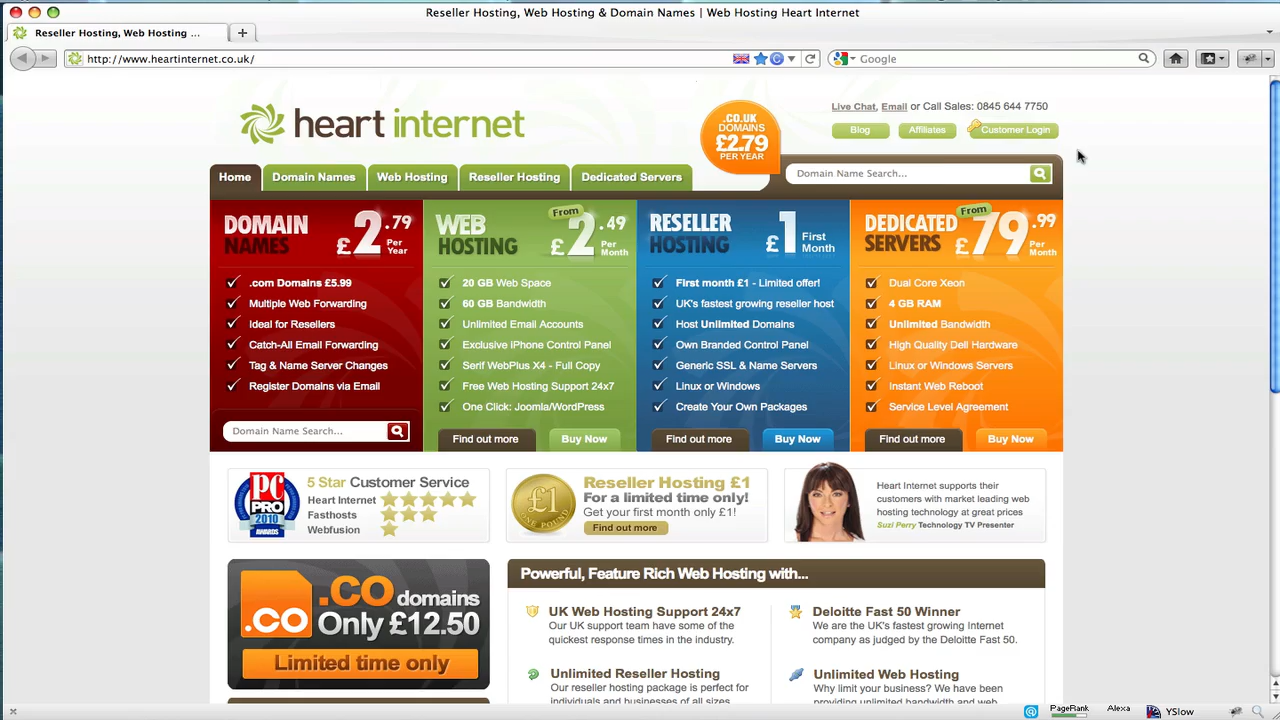 Reseller Hosting, Web Hosting & Domain Names | Web Hosting Heart Internet
Reseller Hosting, Web Hosting ...
http://www.heartinternet.co.uk/
Google
heart internet
.CO.UK
DOMAINS
£2.79
PER YEAR
Live Chat, Email or Call Sales: 0845 644 7750
Blog
Affiliates
Customer Login
Home
Domain Names
Web Hosting
Reseller Hosting
Dedicated Servers
Domain Name Search...
DOMAIN
NAMES
£2.79
Per
Year
.com Domains £5.99
Multiple Web Forwarding
Ideal for Resellers
Catch-All Email Forwarding
Tag & Name Server Changes
Register Domains via Email
Domain Name Search...
WEB
HOSTING
From
£2.49
Per
Month
20 GB Web Space
60 GB Bandwidth
Unlimited Email Accounts
Exclusive iPhone Control Panel
Serif WebPlus X4 - Full Copy
Free Web Hosting Support 24x7
One Click: Joomla/WordPress
Find out more
Buy Now
RESELLER
HOSTING
£1
First
Month
First month £1 - Limited offer!
UK's fastest growing reseller host
Host Unlimited Domains
Own Branded Control Panel
Generic SSL & Name Servers
Linux or Windows
Create Your Own Packages
Find out more
Buy Now
DEDICATED
SERVERS
From
£79.99
Per
Month
Dual Core Xeon
4 GB RAM
Unlimited Bandwidth
High Quality Dell Hardware
Linux or Windows Servers
Instant Web Reboot
Service Level Agreement
Find out more
Buy Now
PC
PRO
2010
AWARDS
5 Star Customer Service
Heart Internet
Fasthosts
Webfusion
£1
ONE POUND
Reseller Hosting £1
For a limited time only!
Get your first month only £1!
Find out more
Heart Internet supports their
customers with market leading web
hosting technology at great prices
Suzi Perry Technology TV Presenter
.co
.CO domains
Only £12.50
Limited time only
Powerful, Feature Rich Web Hosting with...
UK Web Hosting Support 24x7
Our UK support team have some of the
quickest response times in the industry.
Deloitte Fast 50 Winner
We are the UK's fastest growing Internet
company as judged by the Deloitte Fast 50.
Unlimited Reseller Hosting
Our reseller hosting package is perfect for
individuals and businesses of all sizes.
Unlimited Web Hosting
Why limit your business? We have been
providing unlimited bandwidth and web
PageRank
Alexa
YSlow